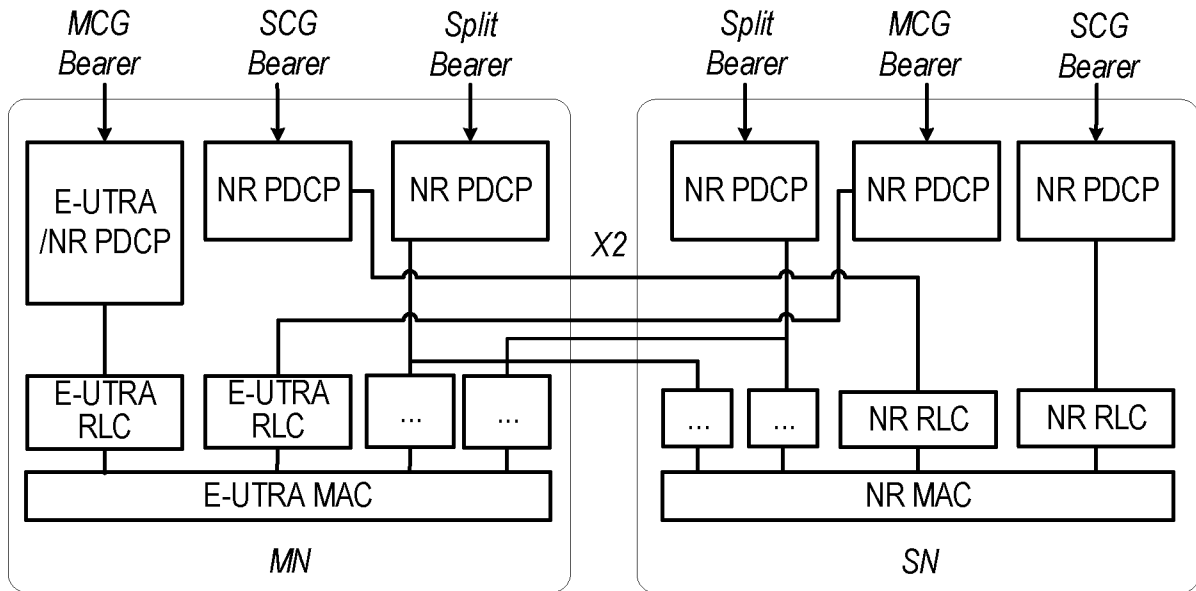 MCG
Bearer
SCG
Bearer
Split
Bearer
Split
Bearer
MCG
Bearer
SCG
Bearer
E-UTRA
/NR PDCP
NR PDCP
NR PDCP
X2
NR PDCP
NR PDCP
NR PDCP
E-UTRA
RLC
E-UTRA
RLC
...
...
...
...
NR RLC
NR RLC
E-UTRA MAC
NR MAC
MN
SN